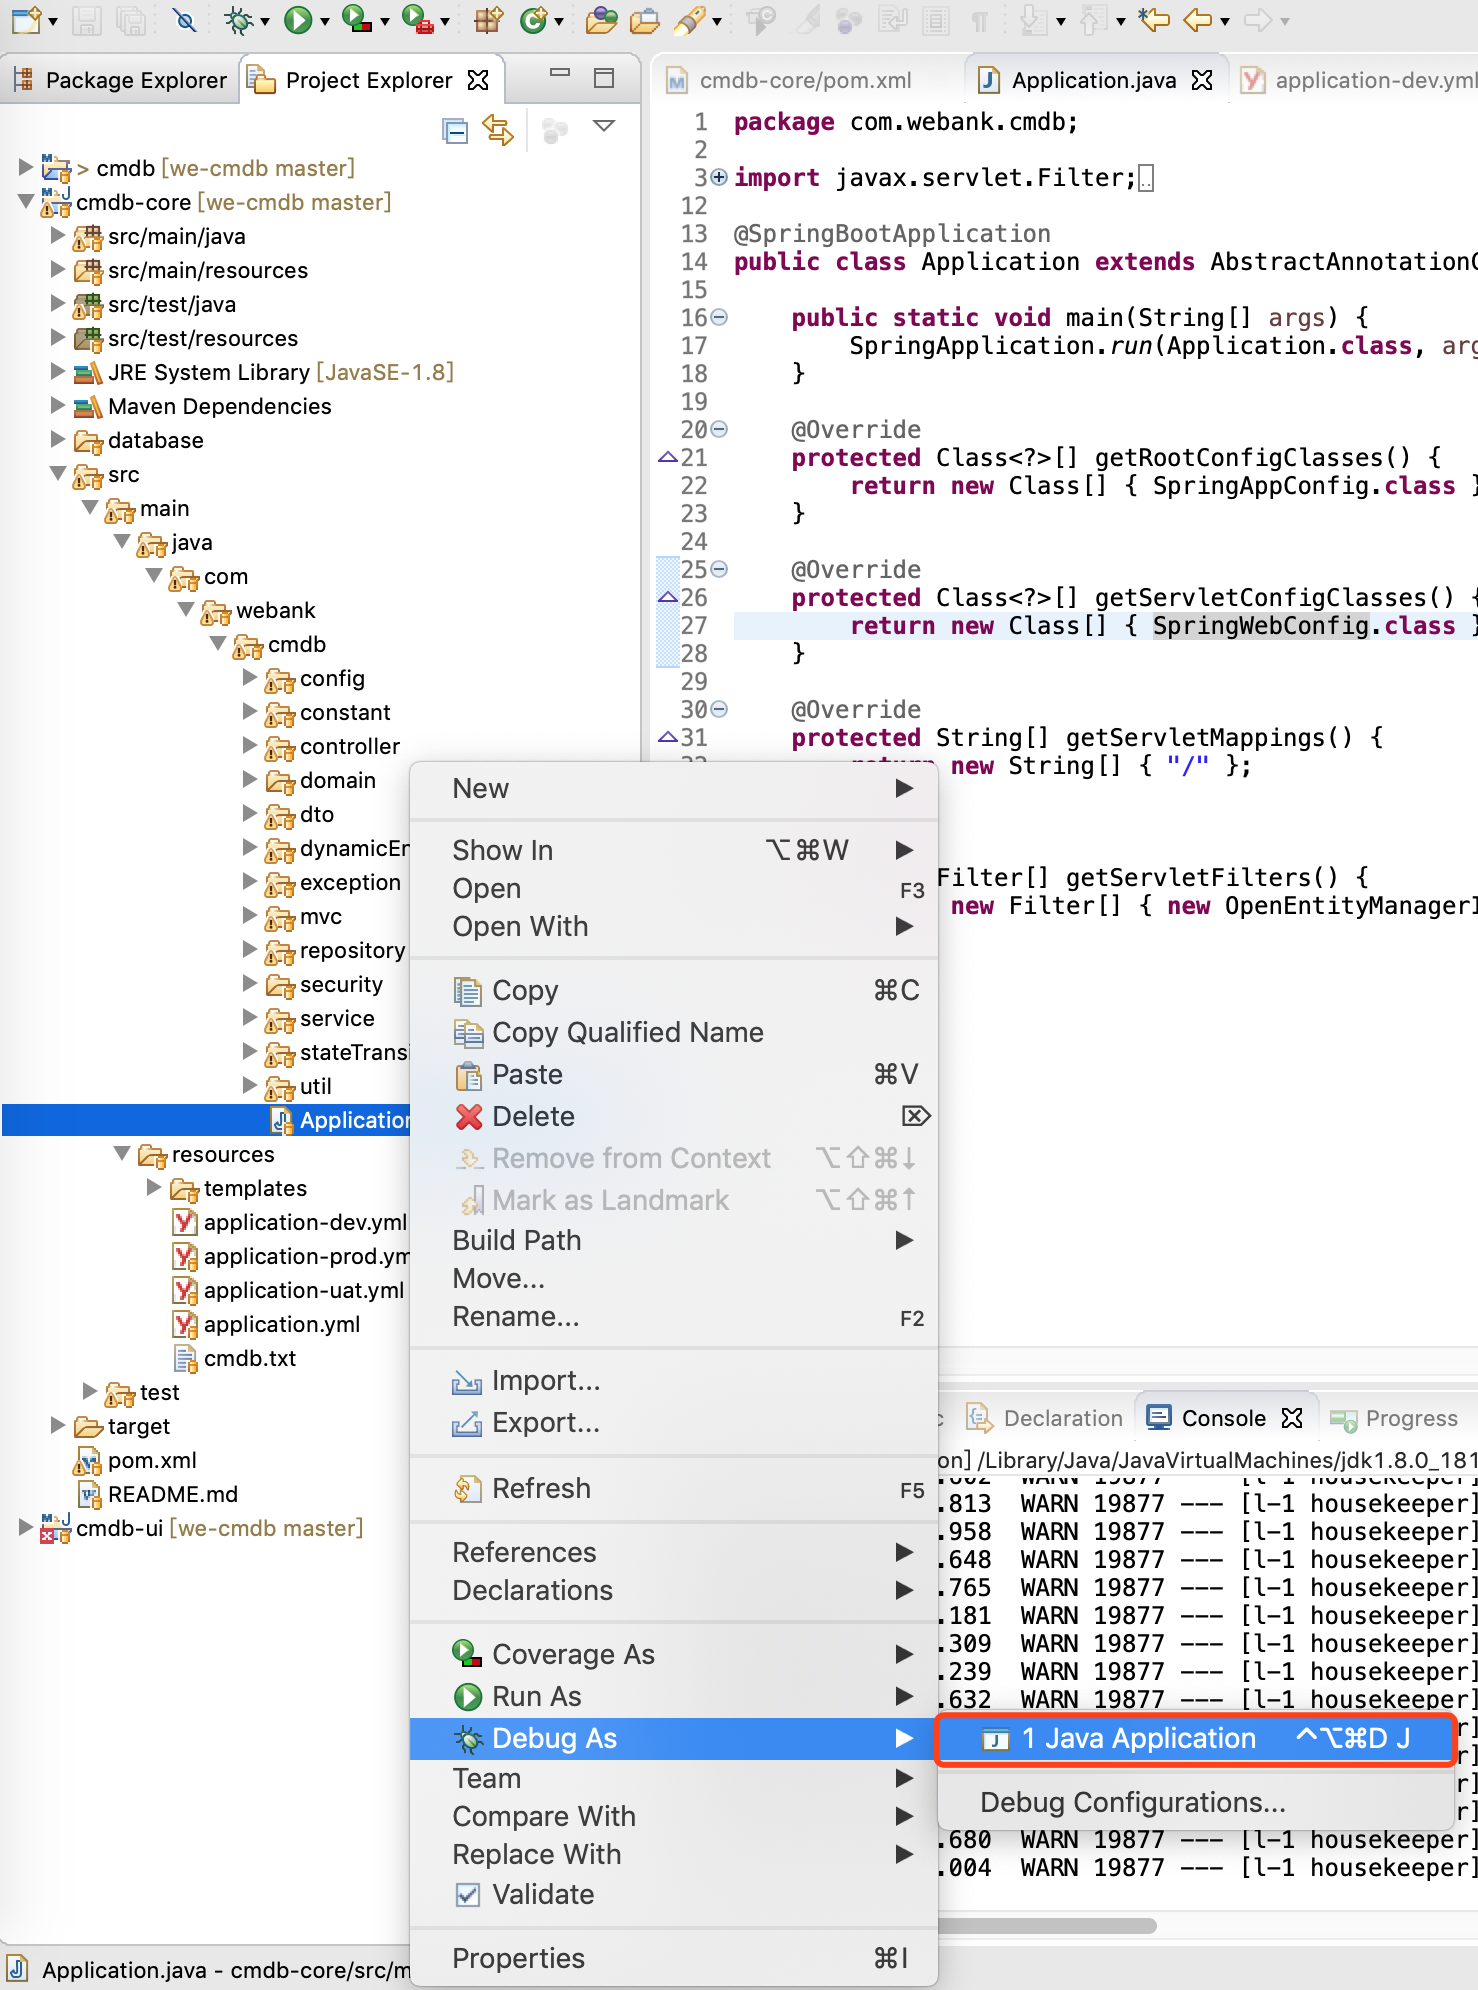 Package Explorer
Project Explorer
> cmdb [we-cmdb master]
cmdb-core [we-cmdb master]
src/main/java
src/main/resources
src/test/java
src/test/resources
JRE System Library [JavaSE-1.8]
Maven Dependencies
database
src
main
java
com
webank
cmdb
config
constant
controller
domain
dto
dynamicEn
exception
mvc
repository
security
service
stateTransi
util
Application
resources
templates
application-dev.yml
application-prod.ym
application-uat.yml
application.yml
cmdb.txt
test
target
pom.xml
README.md
cmdb-ui [we-cmdb master]
Application.java - cmdb-core/src/m
cmdb-core/pom.xml
Application.java
application-dev.yml
1 package com.webank.cmdb;
2
3 import javax.servlet.Filter;
12
13 @SpringBootApplication
14 public class Application extends AbstractAnnotationC
15
16 public static void main(String[] args) {
17 SpringApplication.run(Application.class, arg
18 }
19
20 @Override
21 protected Class<?>[] getRootConfigClasses() {
22 return new Class[] { SpringAppConfig.class }
23 }
24
25 @Override
26 protected Class<?>[] getServletConfigClasses() {
27 return new Class[] { SpringWebConfig.class }
28 }
29
30 @Override
31 protected String[] getServletMappings() {
return new String[] { "/" };
Filter[] getServletFilters() {
new Filter[] { new OpenEntityManagerI
New
Show In ⌥⌘W
Open F3
Open With
Copy ⌘C
Copy Qualified Name
Paste ⌘V
Delete ⌦
Remove from Context ⌥⇧⌘↓
Mark as Landmark ⌥⇧⌘↑
Build Path
Move...
Rename... F2
Import...
Export...
Refresh F5
References
Declarations
Coverage As
Run As
Debug As
Team
Compare With
Replace With
Validate
Properties ⌘I
1 Java Application ^⌥⌘D J
Debug Configurations...
c
Declaration
Console
Progress
on] /Library/Java/JavaVirtualMachines/jdk1.8.0_181
.602 WARN 19877 --- [l-1 housekeeper]
.813 WARN 19877 --- [l-1 housekeeper]
.958 WARN 19877 --- [l-1 housekeeper]
.648 WARN 19877 --- [l-1 housekeeper]
.765 WARN 19877 --- [l-1 housekeeper]
.181 WARN 19877 --- [l-1 housekeeper]
.309 WARN 19877 --- [l-1 housekeeper]
.239 WARN 19877 --- [l-1 housekeeper]
.632 WARN 19877 --- [l-1 housekeeper]
r]
r]
r]
r]
.680 WARN 19877 --- [l-1 housekeeper]
.004 WARN 19877 --- [l-1 housekeeper]